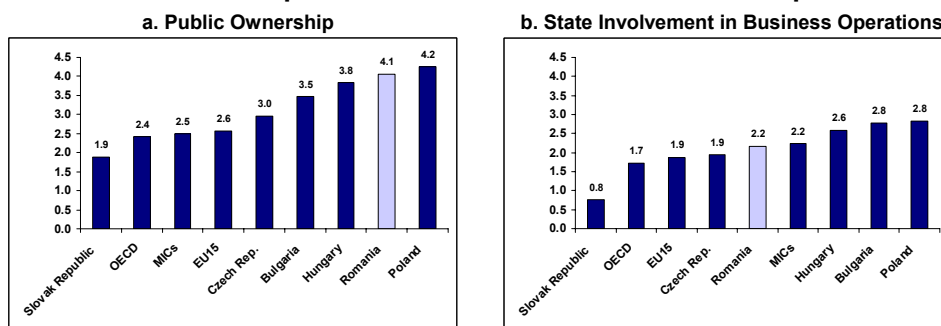 a. Public Ownership
4.5
4.0
3.5
3.0
2.5
2.0
1.5
1.0
0.5
0.0
1.9
2.4
2.5
2.6
3.0
3.5
3.8
4.1
4.2
Slovak Republic
OECD
MICs
EU15
Czech Rep.
Bulgaria
Hungary
Romania
Poland
b. State Involvement in Business Operations
4.5
4.0
3.5
3.0
2.5
2.0
1.5
1.0
0.5
0.0
0.8
1.7
1.9
1.9
2.2
2.2
2.6
2.8
2.8
Slovak Republic
OECD
EU15
Czech Rep.
Romania
MICs
Hungary
Bulgaria
Poland